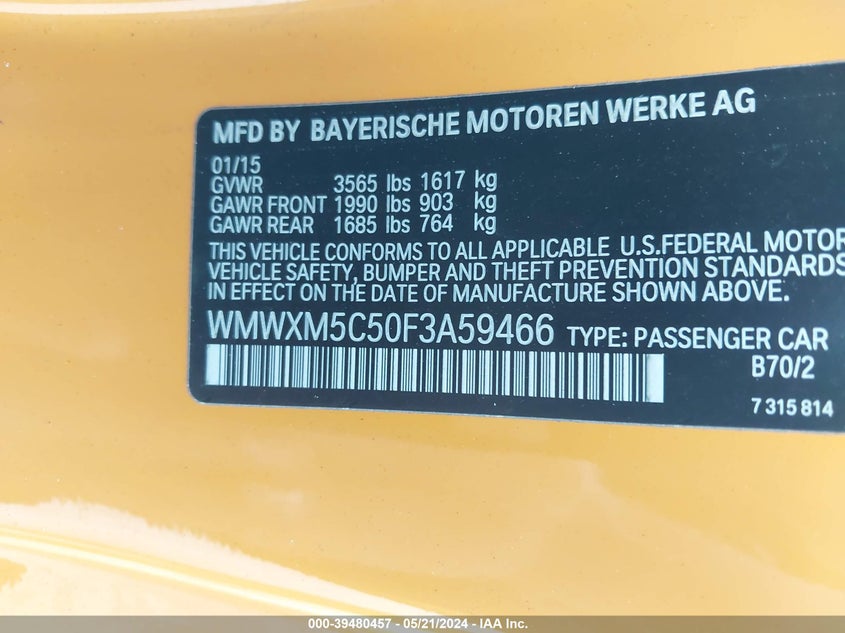 MFD BY BAYERISCHE MOTOREN WERKE AG
01/15
GVWR 3565 lbs 1617 kg
GAWR FRONT 1990 lbs 903 kg
GAWR REAR 1685 lbs 764 kg
THIS VEHICLE CONFORMS TO ALL APPLICABLE U.S.FEDERAL MOTOR
VEHICLE SAFETY, BUMPER AND THEFT PREVENTION STANDARDS
IN EFFECT ON THE DATE OF MANUFACTURE SHOWN ABOVE.
WMWXM5C50F3A59466 TYPE: PASSENGER CAR
B70/2
7 315 814
000-39480457 - 05/21/2024 - IAA Inc.